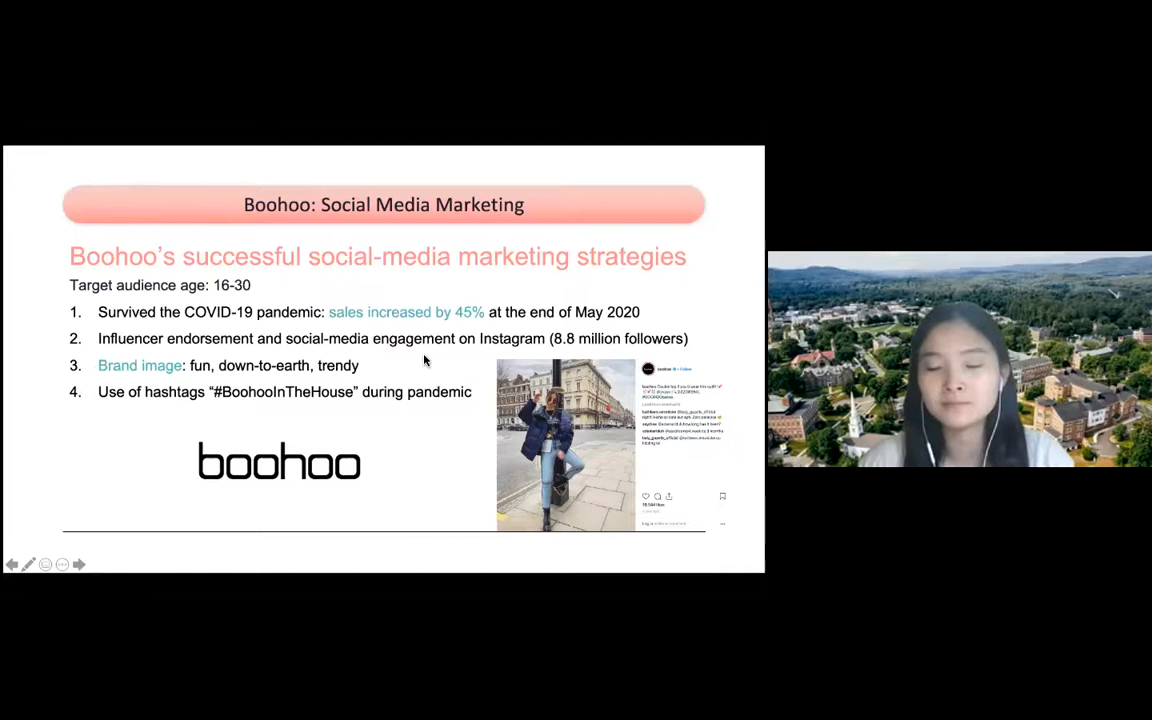 Boohoo: Social Media Marketing
Boohoo’s successful social-media marketing strategies
Target audience age: 16-30
1. Survived the COVID-19 pandemic: sales increased by 45% at the end of May 2020
2. Influencer endorsement and social-media engagement on Instagram (8.8 million followers)
3. Brand image: fun, down-to-earth, trendy
4. Use of hashtags “#BoohooInTheHouse” during pandemic
boohoo
boohoo